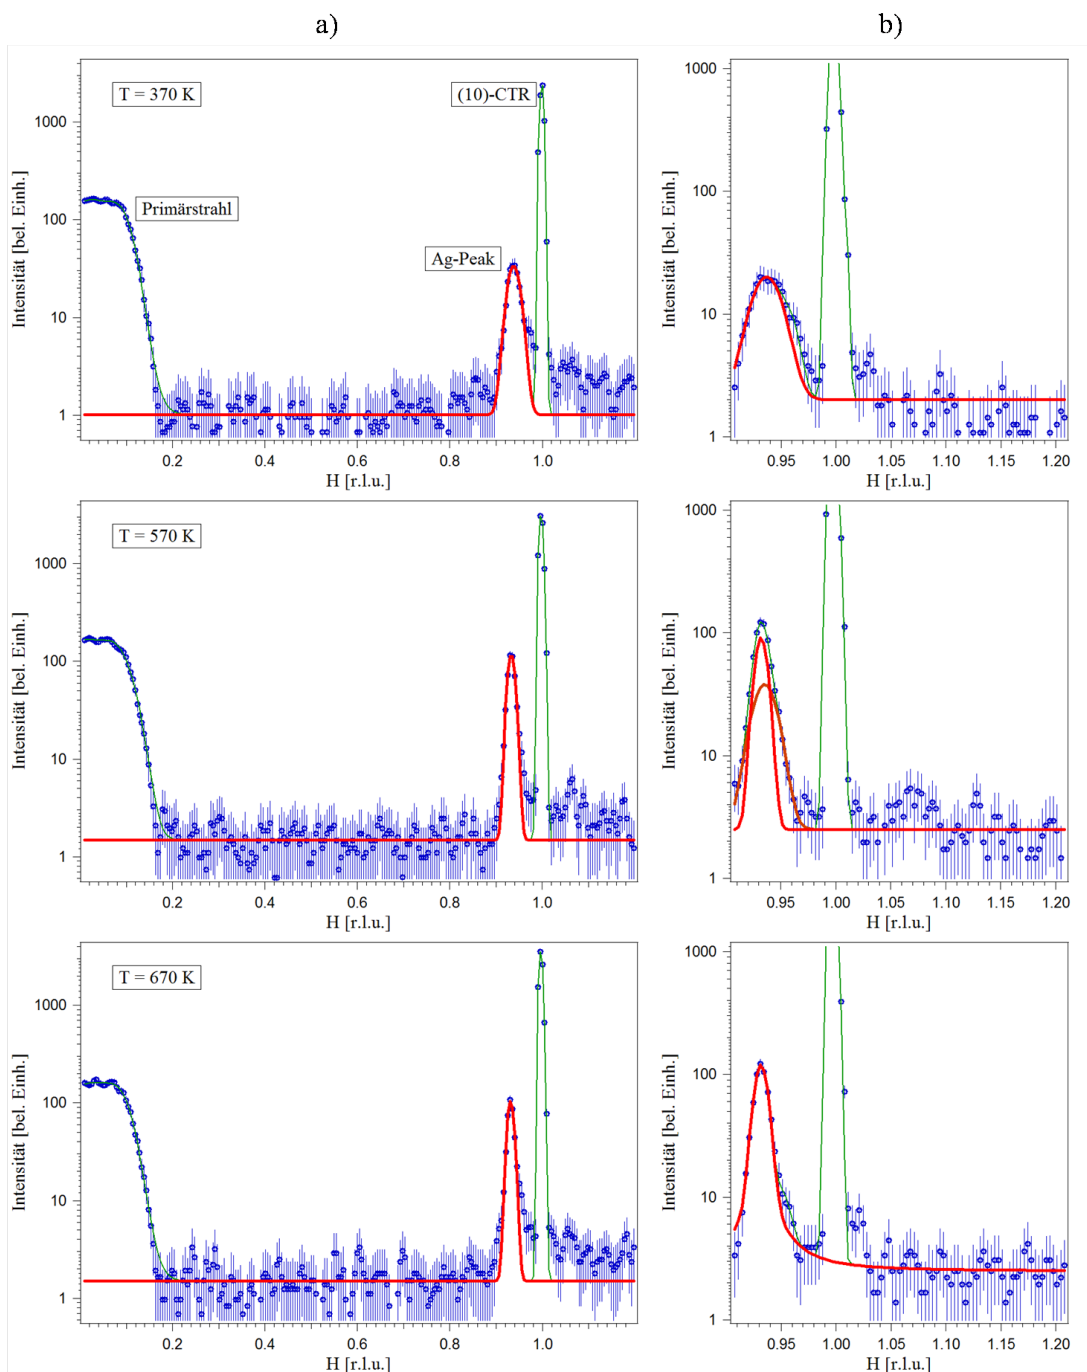 a)
b)
T = 370 K
(10)-CTR
Primärstrahl
Ag-Peak
Intensität [bel. Einh.]
1000
100
10
1
0.2 0.4 0.6 0.8 1.0
H [r.l.u.]
Intensität [bel. Einh.]
1000
100
10
1
0.95 1.00 1.05 1.10 1.15 1.20
H [r.l.u.]
T = 570 K
Intensität [bel. Einh.]
1000
100
10
1
0.2 0.4 0.6 0.8 1.0
H [r.l.u.]
Intensität [bel. Einh.]
1000
100
10
1
0.95 1.00 1.05 1.10 1.15 1.20
H [r.l.u.]
T = 670 K
Intensität [bel. Einh.]
1000
100
10
1
0.2 0.4 0.6 0.8 1.0
H [r.l.u.]
Intensität [bel. Einh.]
1000
100
10
1
0.95 1.00 1.05 1.10 1.15 1.20
H [r.l.u.]